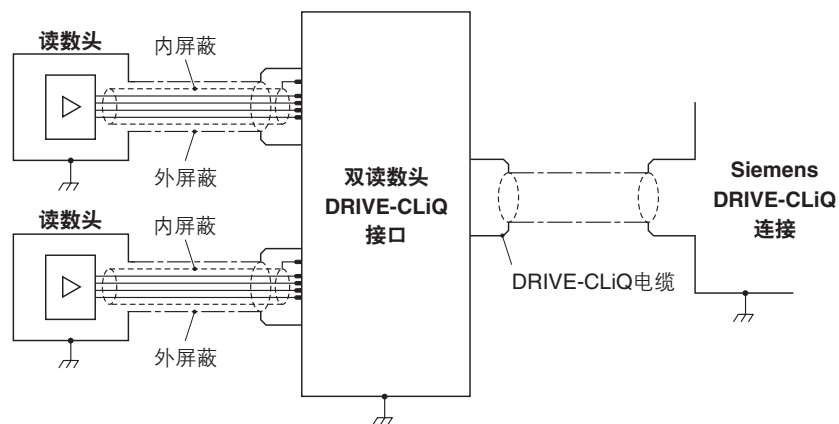 读数头
内屏蔽
外屏蔽
读数头
内屏蔽
外屏蔽
双读数头
DRIVE-CLiQ
接口
DRIVE-CLiQ电缆
Siemens
DRIVE-CLiQ
连接